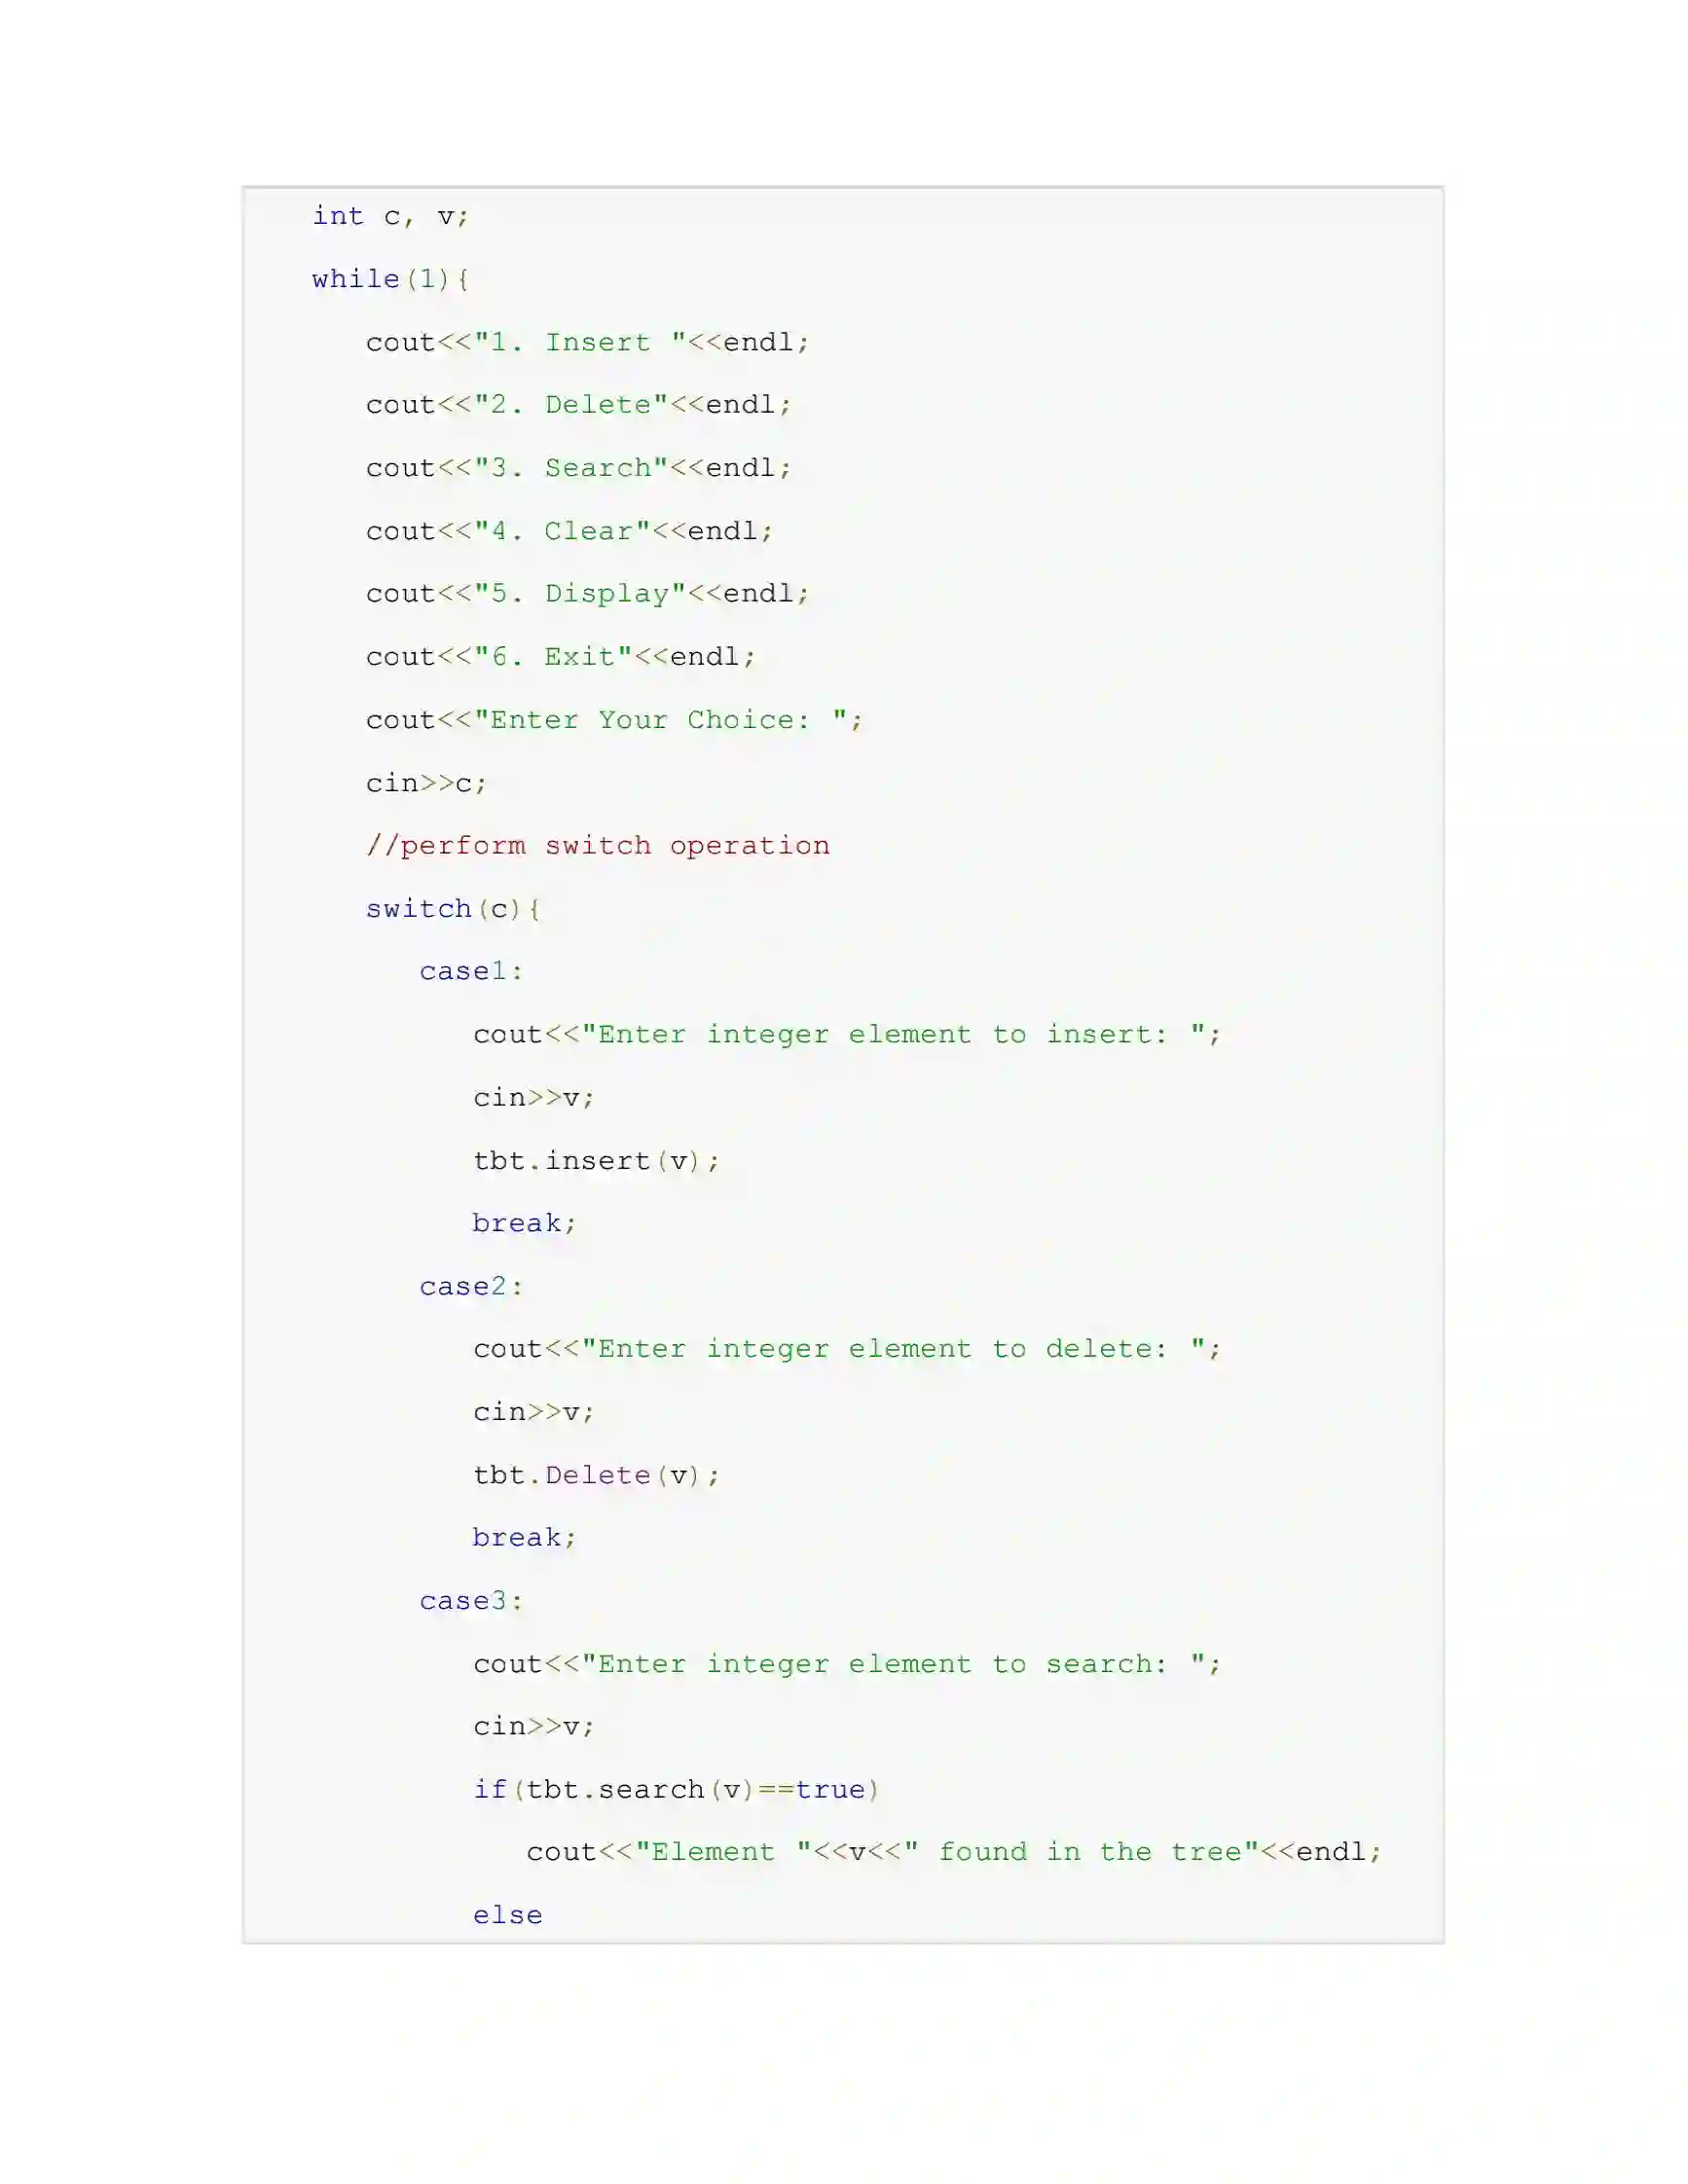 int c, v;
while(1){
cout<<"1. Insert "<<endl;
cout<<"2. Delete"<<endl;
cout<<"3. Search"<<endl;
cout<<"4. Clear"<<endl;
cout<<"5. Display"<<endl;
cout<<"6. Exit"<<endl;
cout<<"Enter Your Choice: ";
cin>>c;
//perform switch operation
switch(c){
case1:
cout<<"Enter integer element to insert: ";
cin>>v;
tbt.insert(v);
break;
case2:
cout<<"Enter integer element to delete: ";
cin>>v;
tbt.Delete(v);
break;
case3:
cout<<"Enter integer element to search: ";
cin>>v;
if(tbt.search(v)==true)
cout<<"Element "<<v<<" found in the tree"<<endl;
else